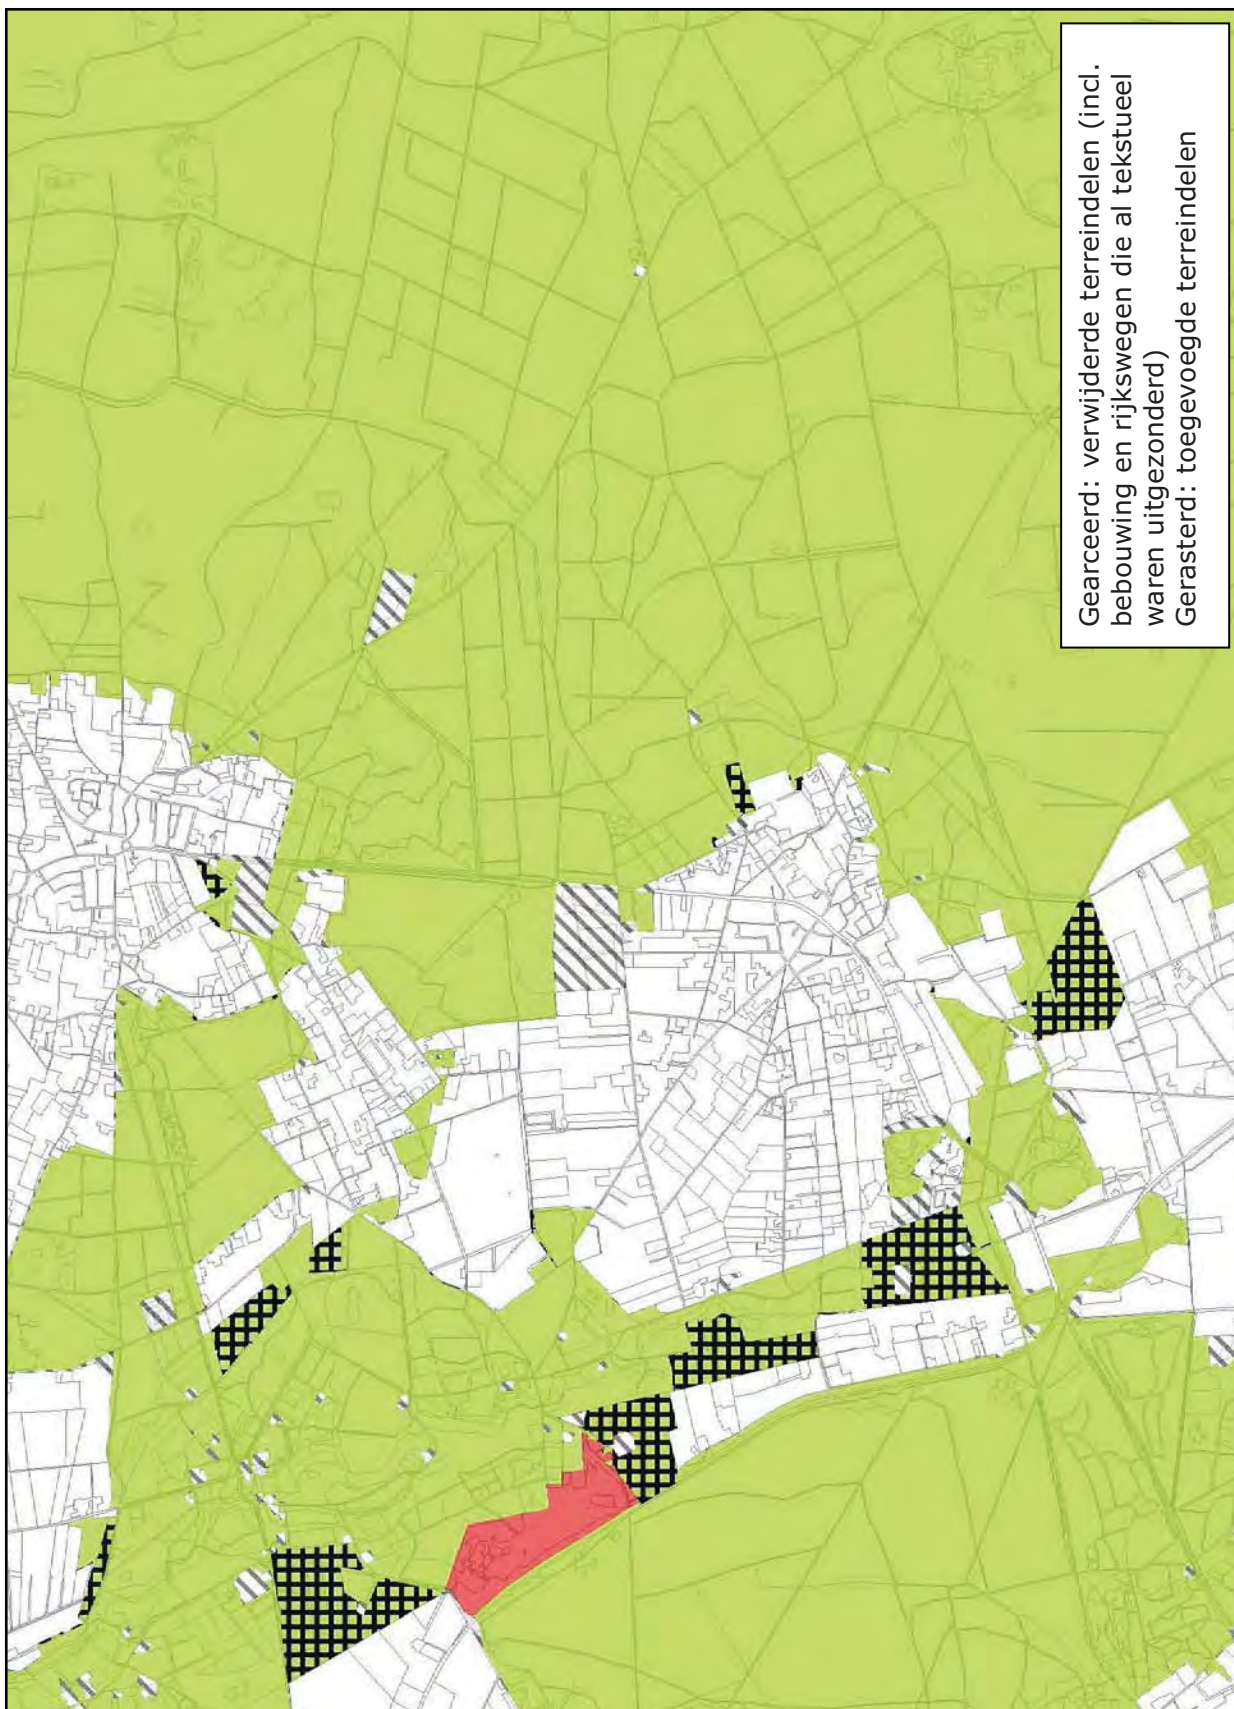 Gearceerd: verwijderde terreindelen (incl.
bebouwing en rijkswegen die al tekstueel
waren uitgezonderd)
Gerasterd: toegevoegde terreindelen